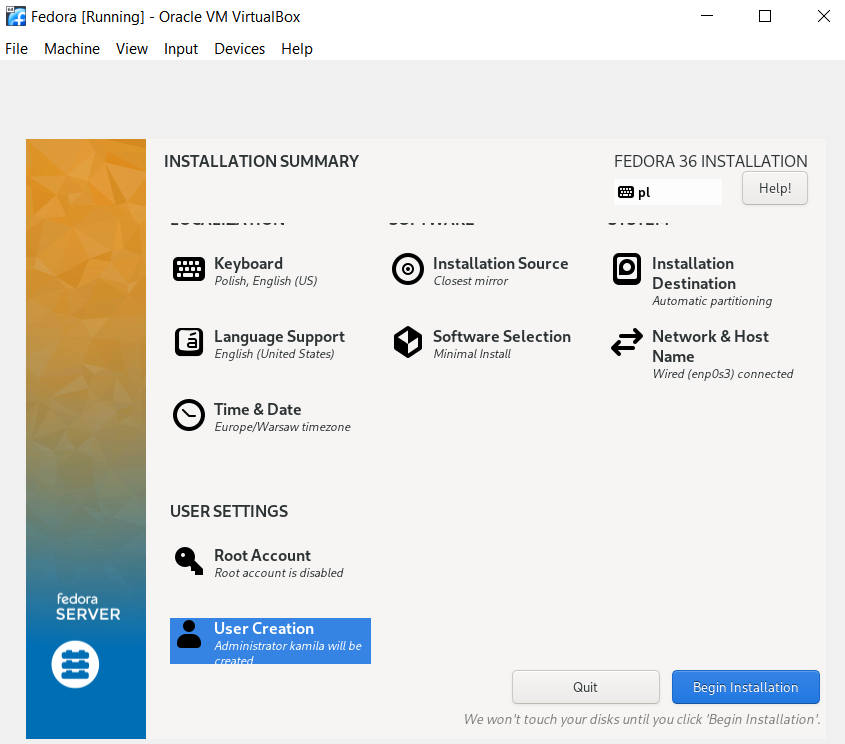 Fedora [Running] - Oracle VM VirtualBox
File Machine View Input Devices Help
INSTALLATION SUMMARY
FEDORA 36 INSTALLATION
pl
Help!
LOCALIZATION
SOFTWARE
SYSTEM
Keyboard
Polish, English (US)
Installation Source
Closest mirror
Installation
Destination
Automatic partitioning
Language Support
English (United States)
Software Selection
Minimal Install
Network & Host
Name
Wired (enp0s3) connected
Time & Date
Europe/Warsaw timezone
USER SETTINGS
Root Account
Root account is disabled
User Creation
Administrator kamila will be
created
fedora
SERVER
Quit
Begin Installation
We won't touch your disks until you click 'Begin Installation'.